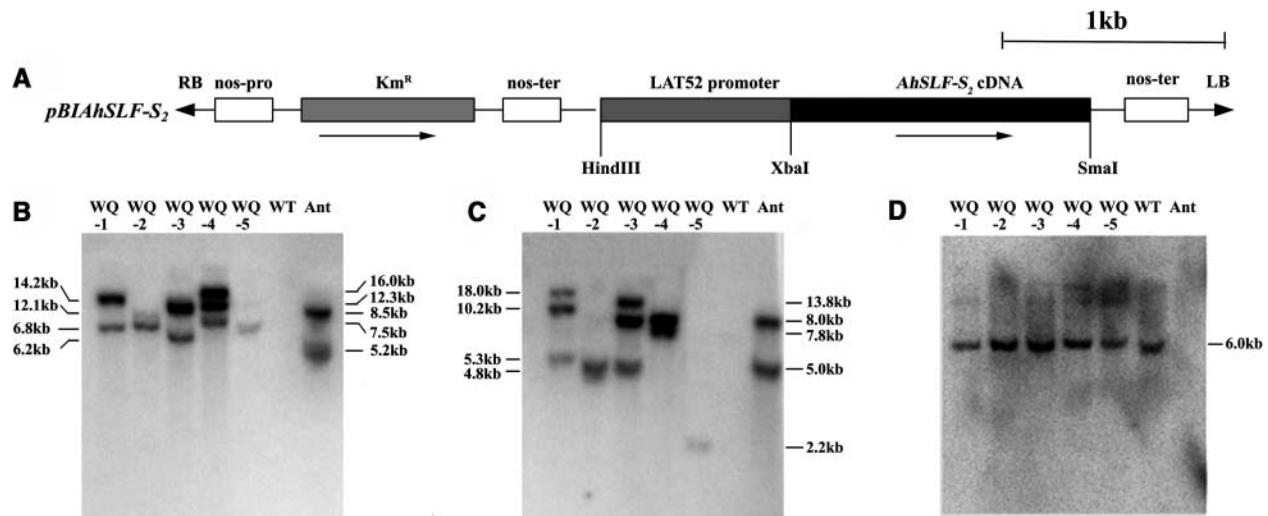 1kb
A
RB nos-pro Kmᴿ nos-ter LAT52 promoter AhSLF-S₂ cDNA nos-ter LB
pBIAhSLF-S₂
HindIII XbaI SmaI
B
WQ WQ WQ WQ WQ WT Ant
-1 -2 -3 -4 -5
14.2kb
12.1kb
6.8kb
6.2kb
16.0kb
12.3kb
8.5kb
7.5kb
5.2kb
C
WQ WQ WQ WQ WQ WT Ant
-1 -2 -3 -4 -5
18.0kb
10.2kb
5.3kb
4.8kb
13.8kb
8.0kb
7.8kb
5.0kb
2.2kb
D
WQ WQ WQ WQ WQ WT Ant
-1 -2 -3 -4 -5
6.0kb